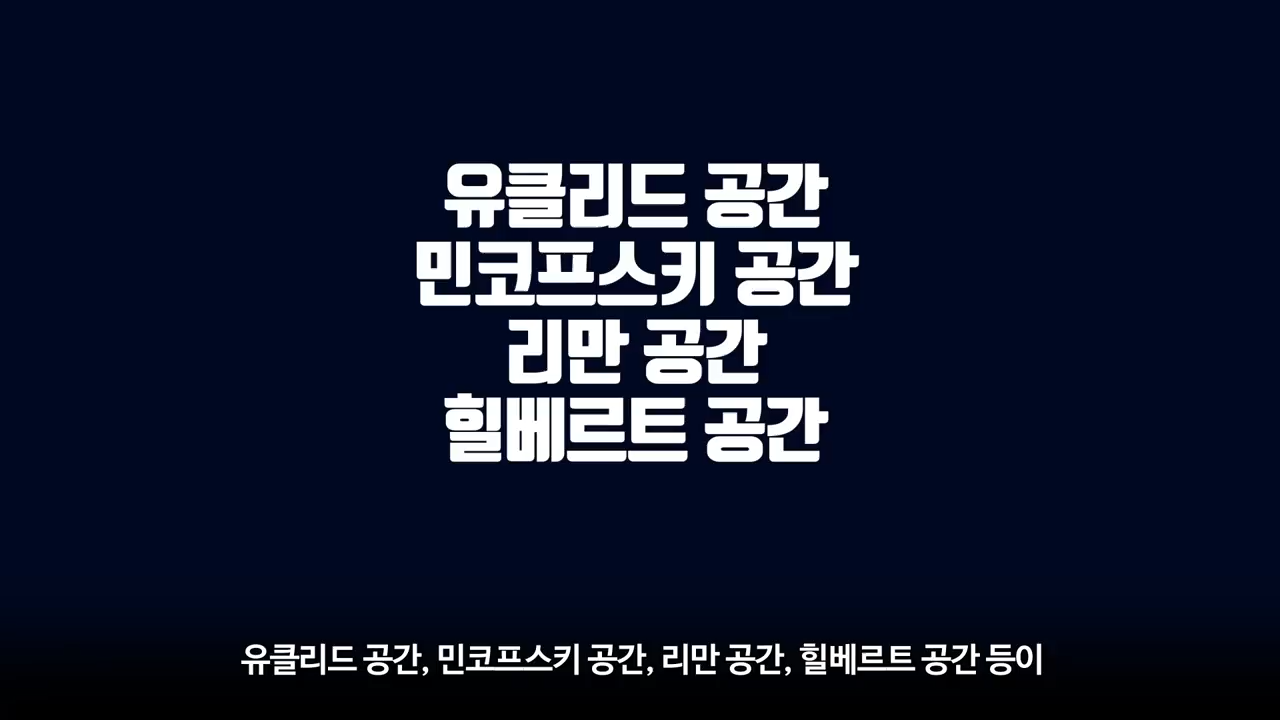 유클리드 공간
민코프스키 공간
리만 공간
힐베르트 공간
유클리드 공간, 민코프스키 공간, 리만 공간, 힐베르트 공간 등이